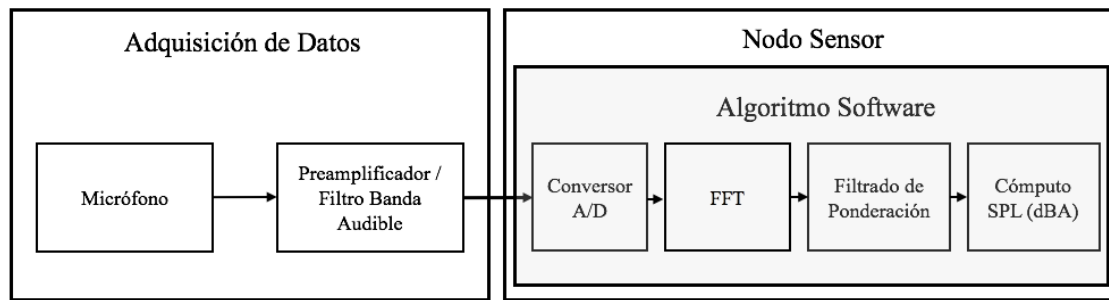 Adquisición de Datos
Micrófono
Preamplificador /
Filtro Banda
Audible
Nodo Sensor
Algoritmo Software
Conversor
A/D
FFT
Filtrado de
Ponderación
Cómputo
SPL (dBA)